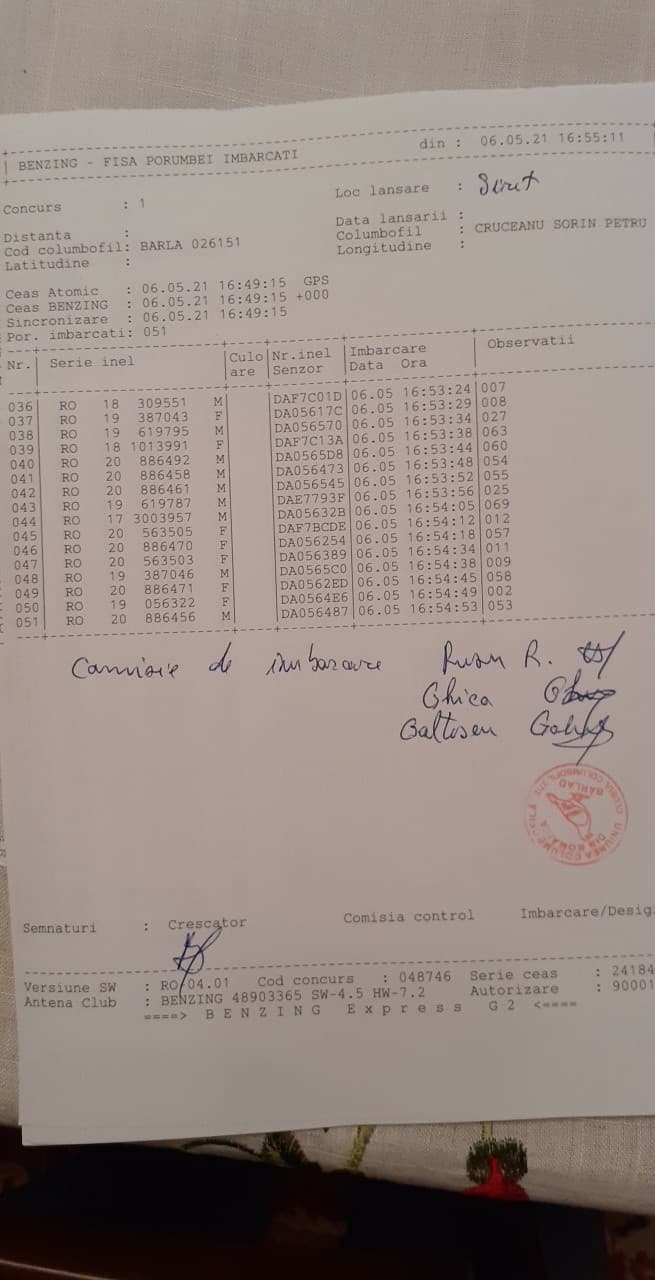 BENZING - FISA PORUMBEI IMBARCATI din : 06.05.21 16:55:11
Concurs : 1 Loc lansare : Siret
Distanta : Data lansarii :
Cod columbofil: BARLA 026151 Columbofil : CRUCEANU SORIN PETRU
Latitudine : Longitudine :
Ceas Atomic : 06.05.21 16:49:15 GPS
Ceas BENZING : 06.05.21 16:49:15 +000
Sincronizare : 06.05.21 16:49:15
Por. imbarcati: 051
Nr. Serie inel Culo Nr.inel Imbarcare Observatii
are Senzor Data Ora
036 RO 18 309551 M DAF7C01D 06.05 16:53:24 007
037 RO 19 387043 F DA05617C 06.05 16:53:29 008
038 RO 19 619795 M DA056570 06.05 16:53:34 027
039 RO 18 1013991 F DAF7C13A 06.05 16:53:38 063
040 RO 20 886492 M DA0565D8 06.05 16:53:44 060
041 RO 20 886458 M DA056473 06.05 16:53:48 054
042 RO 20 886461 M DA056545 06.05 16:53:52 055
043 RO 19 619787 M DAE7793F 06.05 16:53:56 025
044 RO 17 3003957 M DA05632B 06.05 16:54:05 069
045 RO 20 563505 F DAF7BCDE 06.05 16:54:12 012
046 RO 20 886470 F DA056254 06.05 16:54:18 057
047 RO 20 563503 F DA056389 06.05 16:54:34 011
048 RO 19 387046 M DA0565C0 06.05 16:54:38 009
049 RO 20 886471 F DA0562ED 06.05 16:54:45 058
050 RO 19 056322 F DA0564E6 06.05 16:54:49 002
051 RO 20 886456 M DA056487 06.05 16:54:53 053
Comisie de imbarcare Rusu R.
Ghica
BARLAD
UNIUNEA COLUMBOFILA
DIN ROMANIA
Semnaturi : Crescator Comisia control Imbarcare/Desig
Versiune SW : RO 04.01 Cod concurs : 048746 Serie ceas : 24184
Antena Club : BENZING 48903365 SW-4.5 HW-7.2 Autorizare : 90001
====> B E N Z I N G E x p r e s s G 2 <====